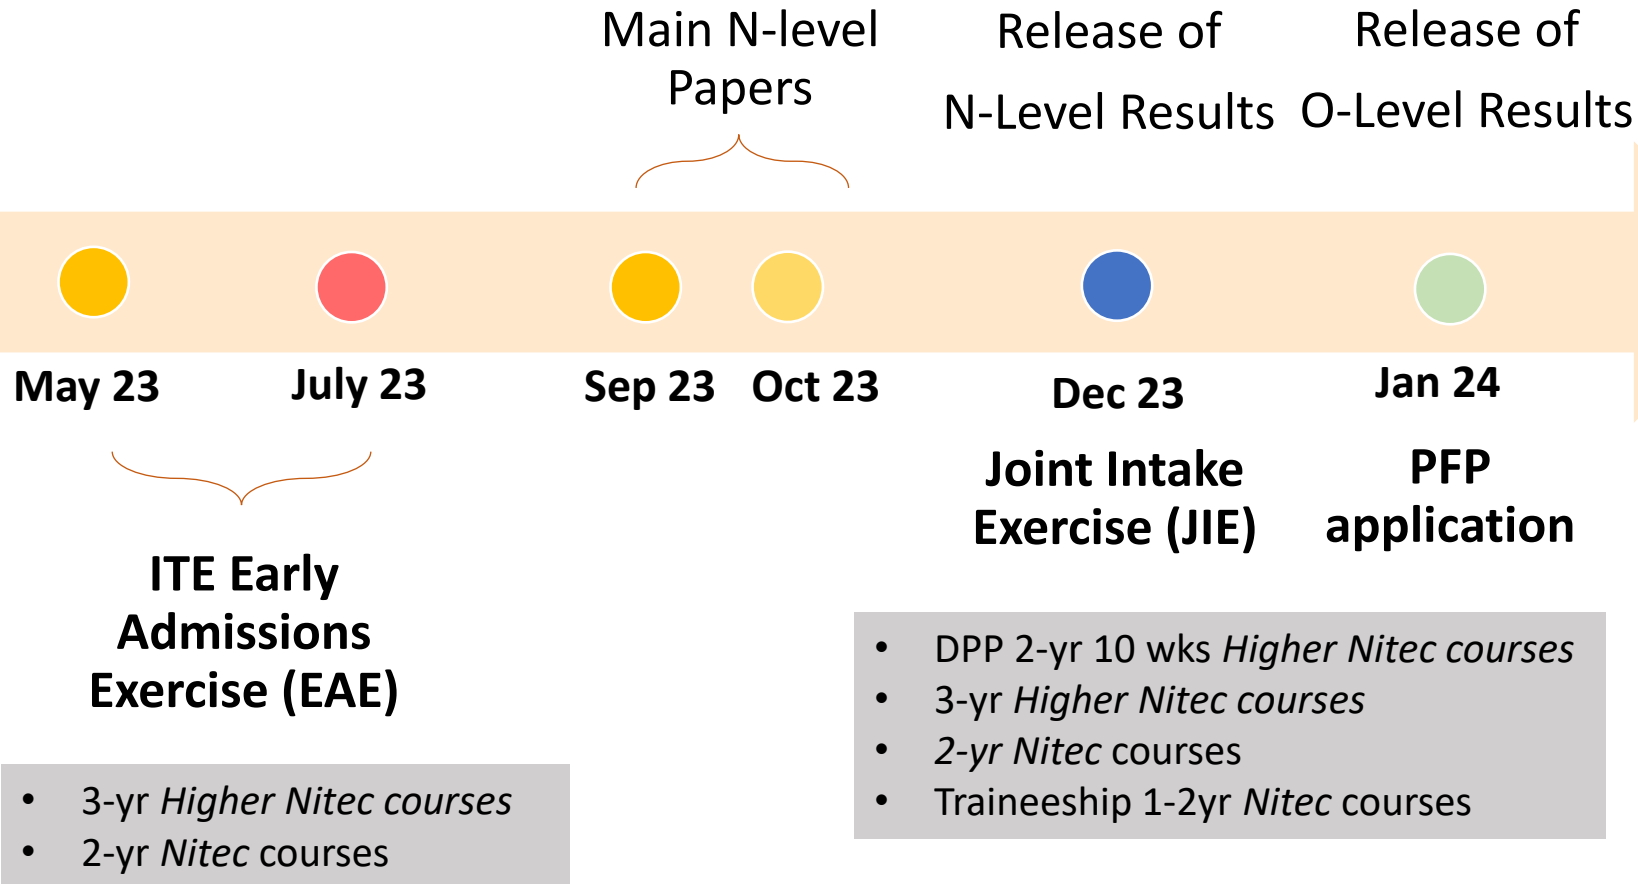 Main N-level
Papers
Release of
N-Level Results
Release of
O-Level Results
May 23
July 23
Sep 23
Oct 23
Dec 23
Jan 24
ITE Early
Admissions
Exercise (EAE)
Joint Intake
Exercise (JIE)
PFP
application
• 3-yr Higher Nitec courses
• 2-yr Nitec courses
• DPP 2-yr 10 wks Higher Nitec courses
• 3-yr Higher Nitec courses
• 2-yr Nitec courses
• Traineeship 1-2yr Nitec courses